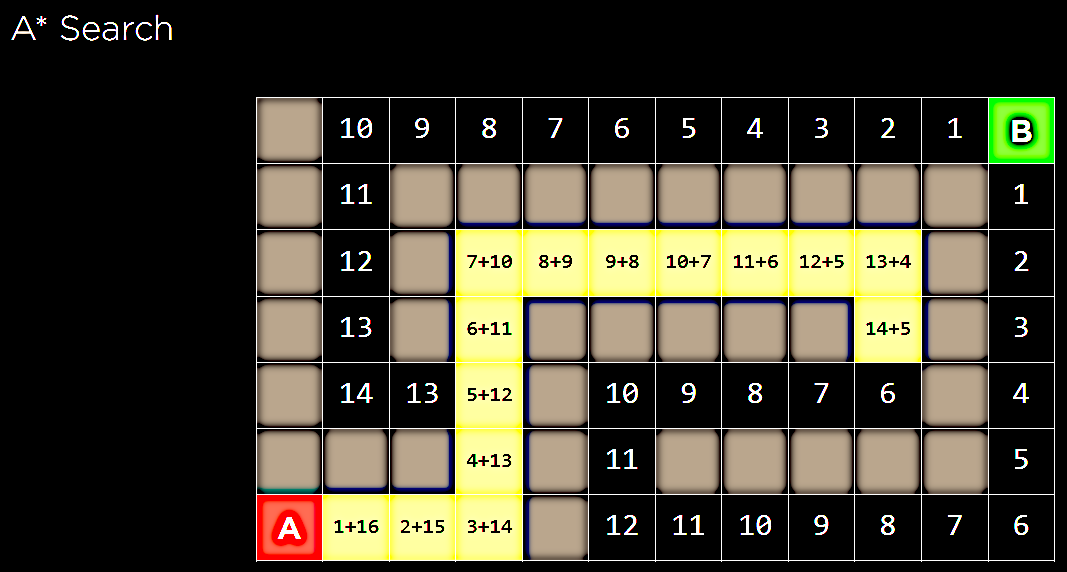 A* Search
10 9 8 7 6 5 4 3 2 1 B
11 1
12 7+10 8+9 9+8 10+7 11+6 12+5 13+4 2
13 6+11 14+5 3
14 13 5+12 10 9 8 7 6 4
4+13 11 5
A 1+16 2+15 3+14 12 11 10 9 8 7 6